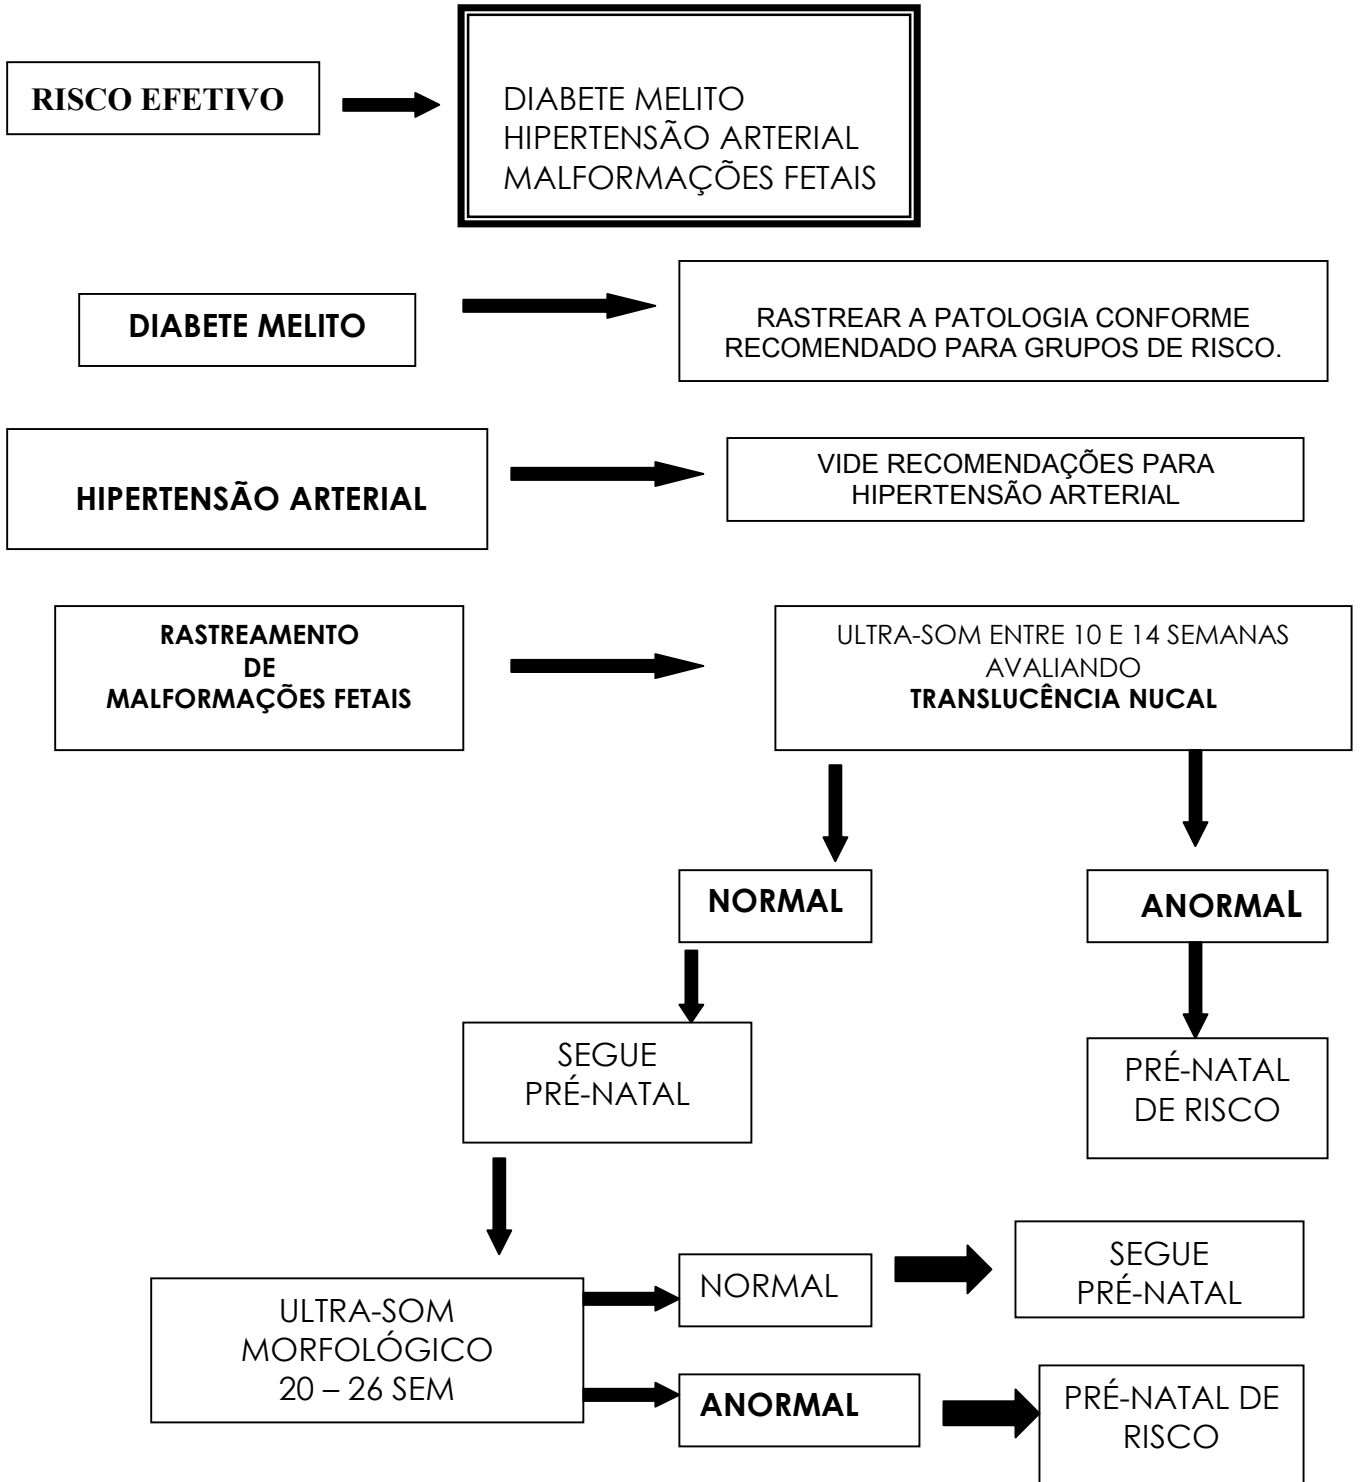 RISCO EFETIVO
DIABETE MELITO
HIPERTENSÃO ARTERIAL
MALFORMAÇÕES FETAIS
DIABETE MELITO
RASTREAR A PATOLOGIA CONFORME
RECOMENDADO PARA GRUPOS DE RISCO.
HIPERTENSÃO ARTERIAL
VIDE RECOMENDAÇÕES PARA
HIPERTENSÃO ARTERIAL
RASTREAMENTO
DE
MALFORMAÇÕES FETAIS
ULTRA-SOM ENTRE 10 E 14 SEMANAS
AVALIANDO
TRANSLUCÊNCIA NUCAL
NORMAL
ANORMAL
SEGUE
PRÉ-NATAL
PRÉ-NATAL
DE RISCO
ULTRA-SOM
MORFOLÓGICO
20 – 26 SEM
NORMAL
SEGUE
PRÉ-NATAL
ANORMAL
PRÉ-NATAL DE
RISCO